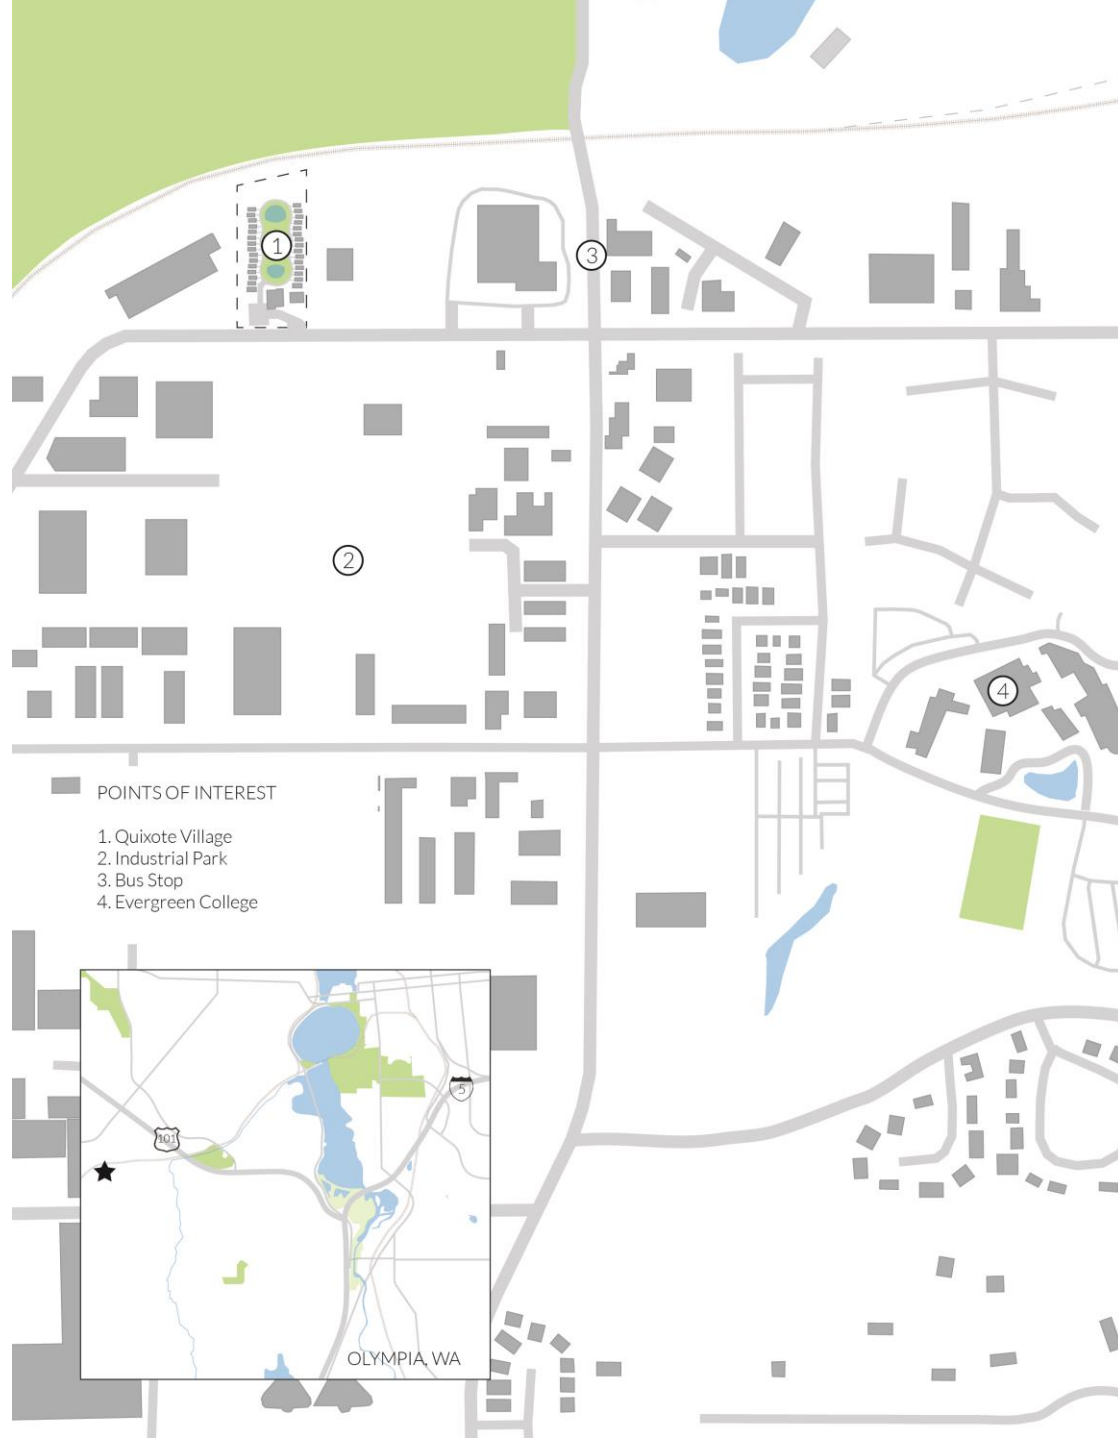 1
3
2
4
POINTS OF INTEREST
1. Quixote Village
2. Industrial Park
3. Bus Stop
4. Evergreen College
5
101
OLYMPIA, WA